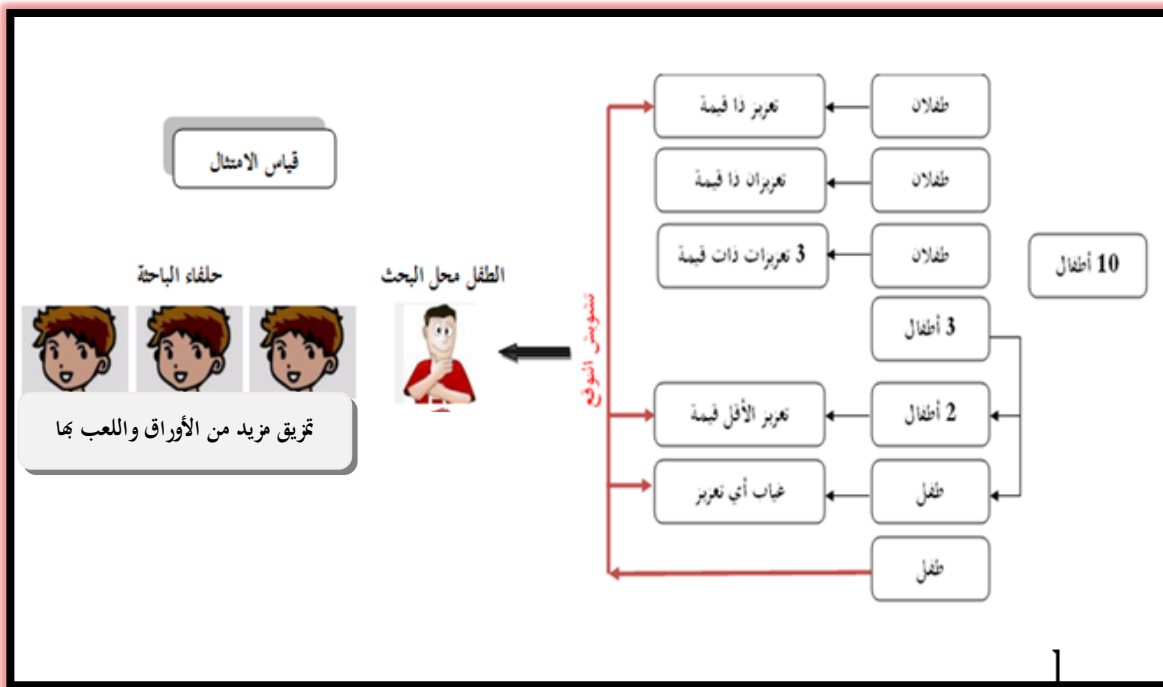 10 أطفال
طفلان
تعزيز ذا قيمة
طفلان
تعزيزان ذا قيمة
طفلان
3 تعزيزات ذات قيمة
3 أطفال
2 أطفال
تعزيز الأقل قيمة
طفل
غياب أي تعزيز
طفل
تشويش التوقع
قياس الامتثال
الطفل محل البحث
حلفاء الباحثة
تمزيق مزيد من الأوراق واللعب بها